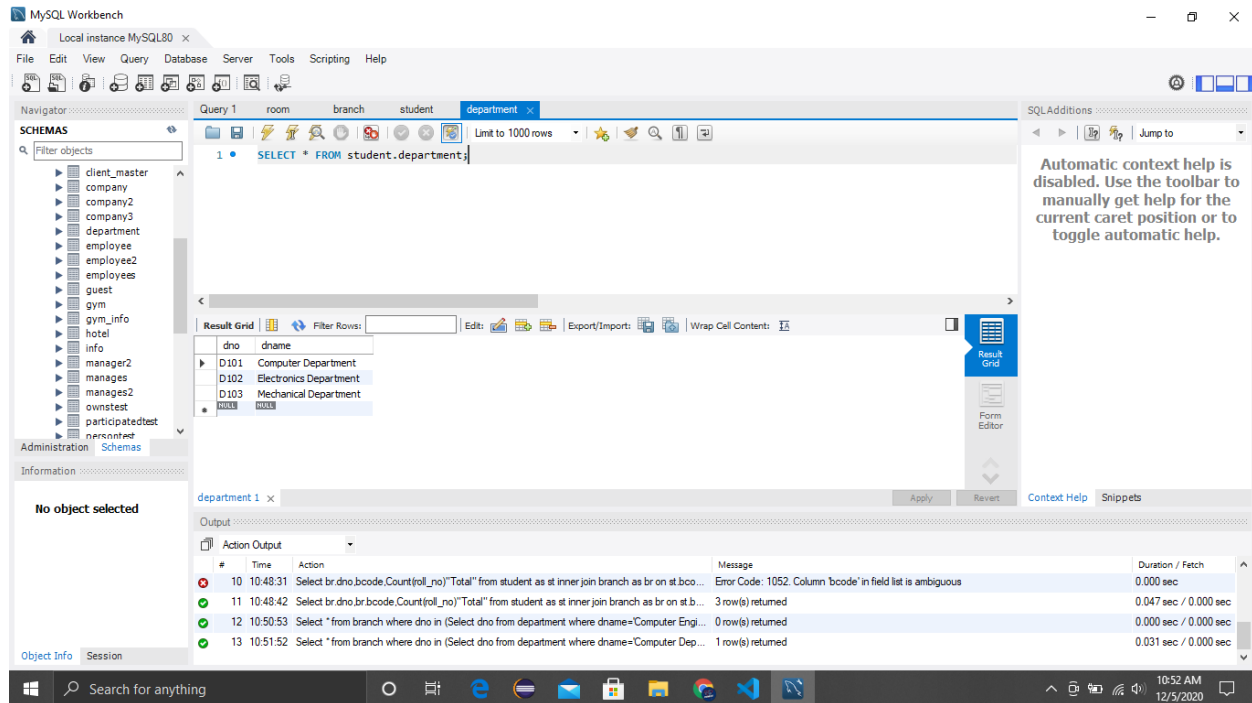 MySQL Workbench
Local instance MySQL80
File Edit View Query Database Server Tools Scripting Help
Navigator
SCHEMAS
Filter objects
client_master
company
company2
company3
department
employee
employee2
employees
guest
gym
gym_info
hotel
info
manager2
manages
manages2
ownstest
participatedtest
persontest
Administration Schemas
Information
No object selected
Object Info Session
Query 1 room branch student department
Limit to 1000 rows
1 SELECT * FROM student.department;
Result Grid Filter Rows: Edit: Export/Import: Wrap Cell Content:
dno dname
D101 Computer Department
D102 Electronics Department
D103 Mechanical Department
NULL NULL
Result Grid
Form Editor
department 1 Apply Revert
SQLAdditions
Jump to
Automatic context help is
disabled. Use the toolbar to
manually get help for the
current caret position or to
toggle automatic help.
Context Help Snippets
Output
Action Output
# Time Action Message Duration / Fetch
10 10:48:31 Select br.dno,bcode,Count(roll_no)"Total" from student as st inner join branch as br on st.bco... Error Code: 1052. Column 'bcode' in field list is ambiguous 0.000 sec
11 10:48:42 Select br.dno,br.bcode,Count(roll_no)"Total" from student as st inner join branch as br on st.b... 3 row(s) returned 0.047 sec / 0.000 sec
12 10:50:53 Select * from branch where dno in (Select dno from department where dname='Computer Engi... 0 row(s) returned 0.000 sec / 0.000 sec
13 10:51:52 Select * from branch where dno in (Select dno from department where dname='Computer Dep... 1 row(s) returned 0.031 sec / 0.000 sec
Search for anything
10:52 AM
12/5/2020